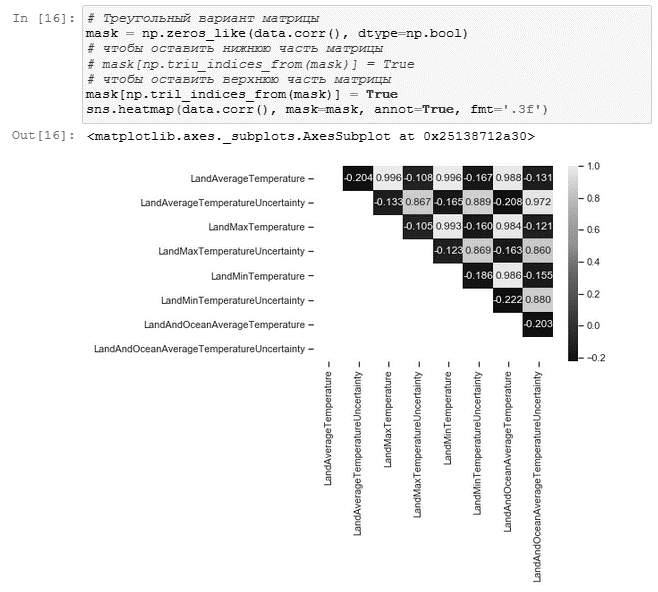 In [16]:
# Треугольный вариант матрицы
mask = np.zeros_like(data.corr(), dtype=np.bool)
# чтобы оставить нижнюю часть матрицы
# mask[np.triu_indices_from(mask)] = True
# чтобы оставить верхнюю часть матрицы
mask[np.tril_indices_from(mask)] = True
sns.heatmap(data.corr(), mask=mask, annot=True, fmt='.3f')
Out[16]: <matplotlib.axes._subplots.AxesSubplot at 0x25138712a30>
LandAverageTemperature -0.204 0.996 -0.108 0.996 -0.167 0.988 -0.131
LandAverageTemperatureUncertainty -0.133 0.867 -0.165 0.889 -0.208 0.972
LandMaxTemperature -0.105 0.993 -0.160 0.984 -0.121
LandMaxTemperatureUncertainty -0.123 0.869 -0.163 0.860
LandMinTemperature -0.186 0.986 -0.155
LandMinTemperatureUncertainty -0.222 0.880
LandAndOceanAverageTemperature -0.203
LandAndOceanAverageTemperatureUncertainty
1.0
0.8
0.6
0.4
0.2
0.0
−0.2
LandAverageTemperature
LandAverageTemperatureUncertainty
LandMaxTemperature
LandMaxTemperatureUncertainty
LandMinTemperature
LandMinTemperatureUncertainty
LandAndOceanAverageTemperature
LandAndOceanAverageTemperatureUncertainty